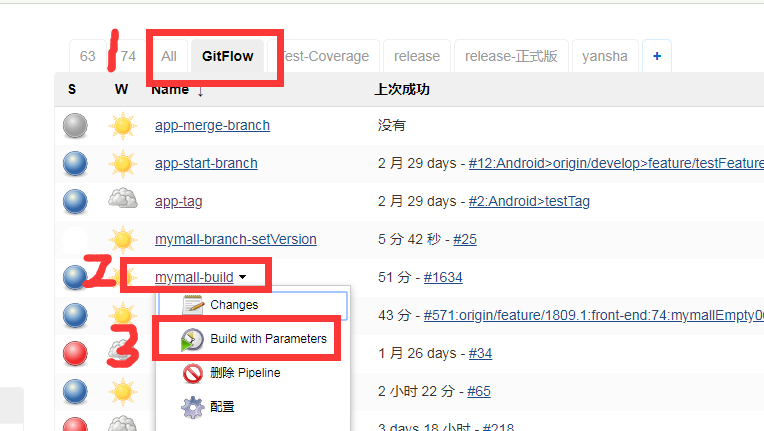 1
63 74 All GitFlow Test-Coverage release release-正式版 yansha +
S W Name ↓ 上次成功
app-merge-branch 没有
app-start-branch 2 月 29 days - #12:Android>origin/develop>feature/testFeature
app-tag 2 月 29 days - #2:Android>testTag
mymall-branch-setVersion 5 分 42 秒 - #25
2 mymall-build 51 分 - #1634
Changes 43 分 - #571:origin/feature/1809.1:front-end:74:mymallEmpty06
3 Build with Parameters 1 月 26 days - #34
删除 Pipeline 2 小时 22 分 - #65
配置 3 days 18 小时 - #218